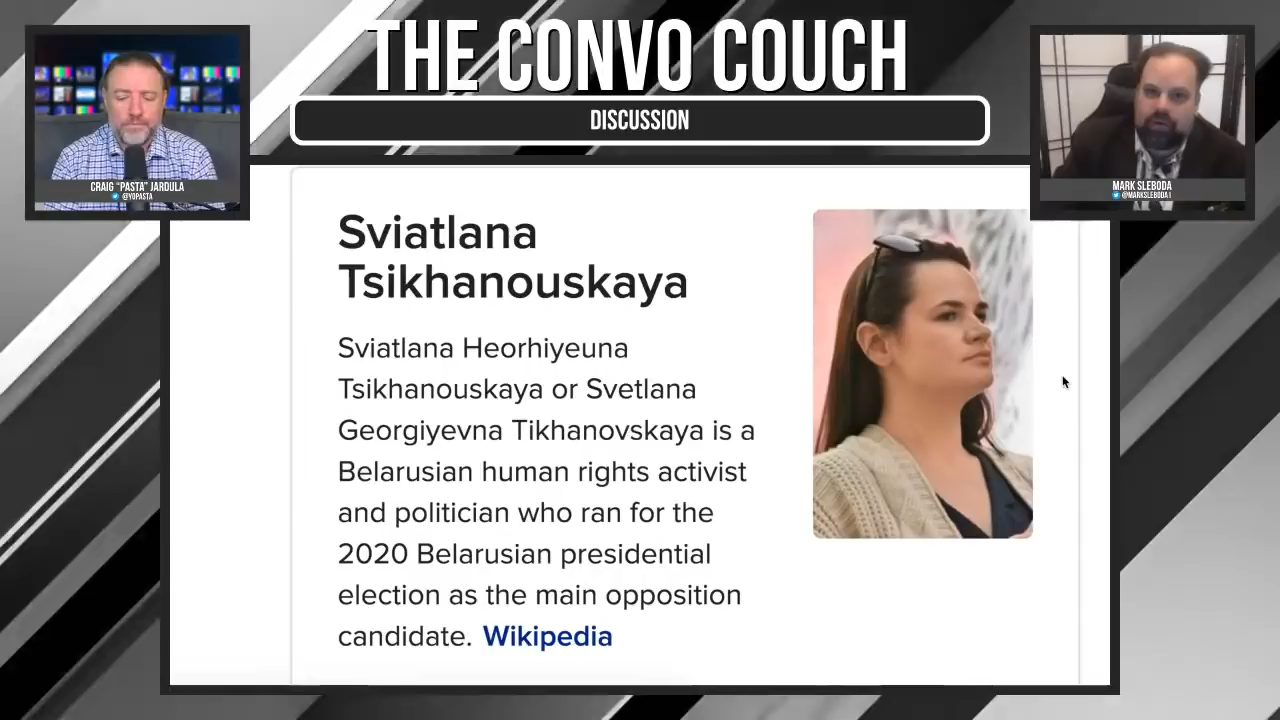 THE CONVO COUCH
DISCUSSION
CRAIG "PASTA" JARDULA
@YOPASTA
MARK SLEBODA
@MARKSLEBODA1
Sviatlana
Tsikhanouskaya
Sviatlana Heorhiyeuna
Tsikhanouskaya or Svetlana
Georgiyevna Tikhanovskaya is a
Belarusian human rights activist
and politician who ran for the
2020 Belarusian presidential
election as the main opposition
candidate. Wikipedia